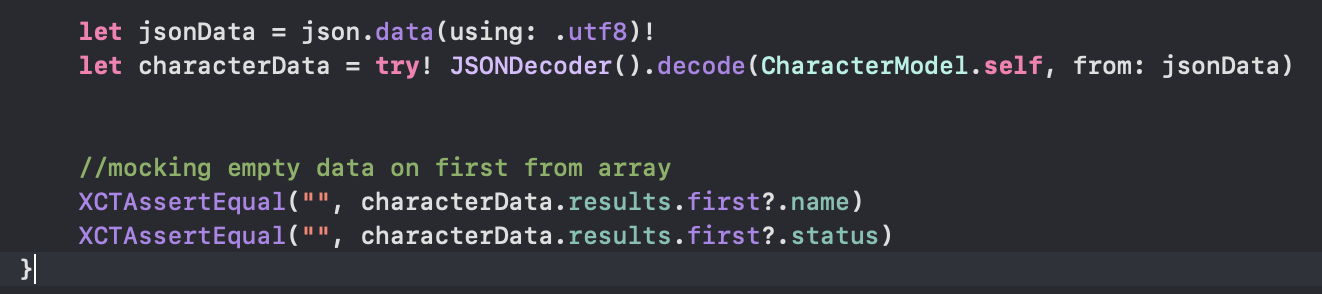 let jsonData = json.data(using: .utf8)!
let characterData = try! JSONDecoder().decode(CharacterModel.self, from: jsonData)
//mocking empty data on first from array
XCTAssertEqual("", characterData.results.first?.name)
XCTAssertEqual("", characterData.results.first?.status)
}